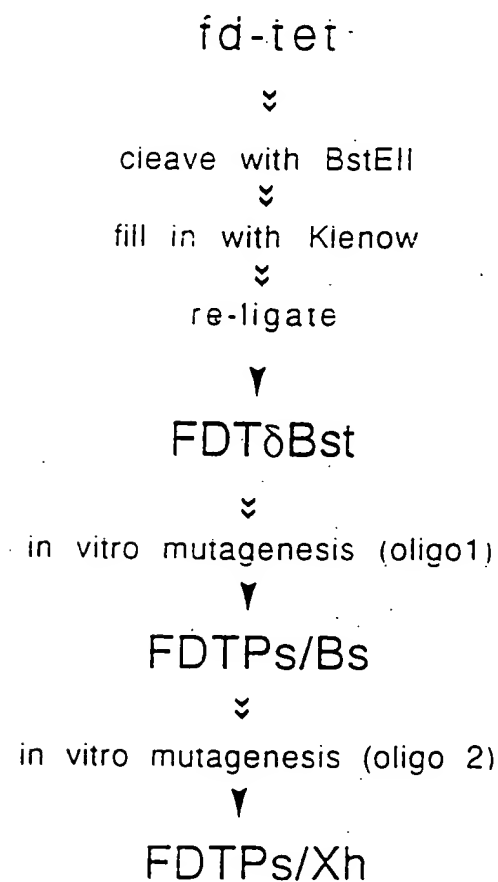 fd-tet
cleave with BstEII
fill in with Klenow
re-ligate
FDTδBst
in vitro mutagenesis (oligo1)
FDTPs/Bs
in vitro mutagenesis (oligo 2)
FDTPs/Xh